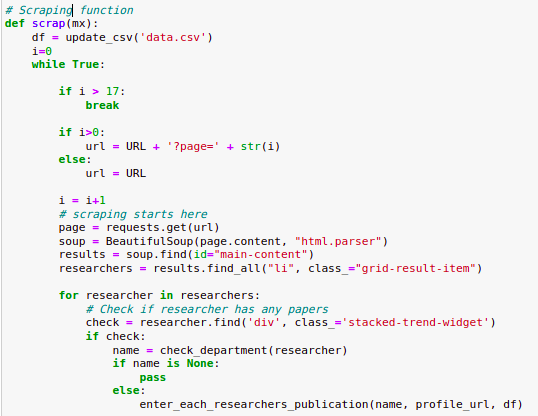 # Scraping function
def scrap(mx):
    df = update_csv('data.csv')
    i=0
    while True:

        if i > 17:
            break

        if i>0:
            url = URL + '?page=' + str(i)
        else:
            url = URL

        i = i+1
        # scraping starts here
        page = requests.get(url)
        soup = BeautifulSoup(page.content, "html.parser")
        results = soup.find(id="main-content")
        researchers = results.find_all("li", class_="grid-result-item")

        for researcher in researchers:
            # Check if researcher has any papers
            check = researcher.find('div', class_='stacked-trend-widget')
            if check:
                name = check_department(researcher)
                if name is None:
                    pass
                else:
                    enter_each_researchers_publication(name, profile_url, df)